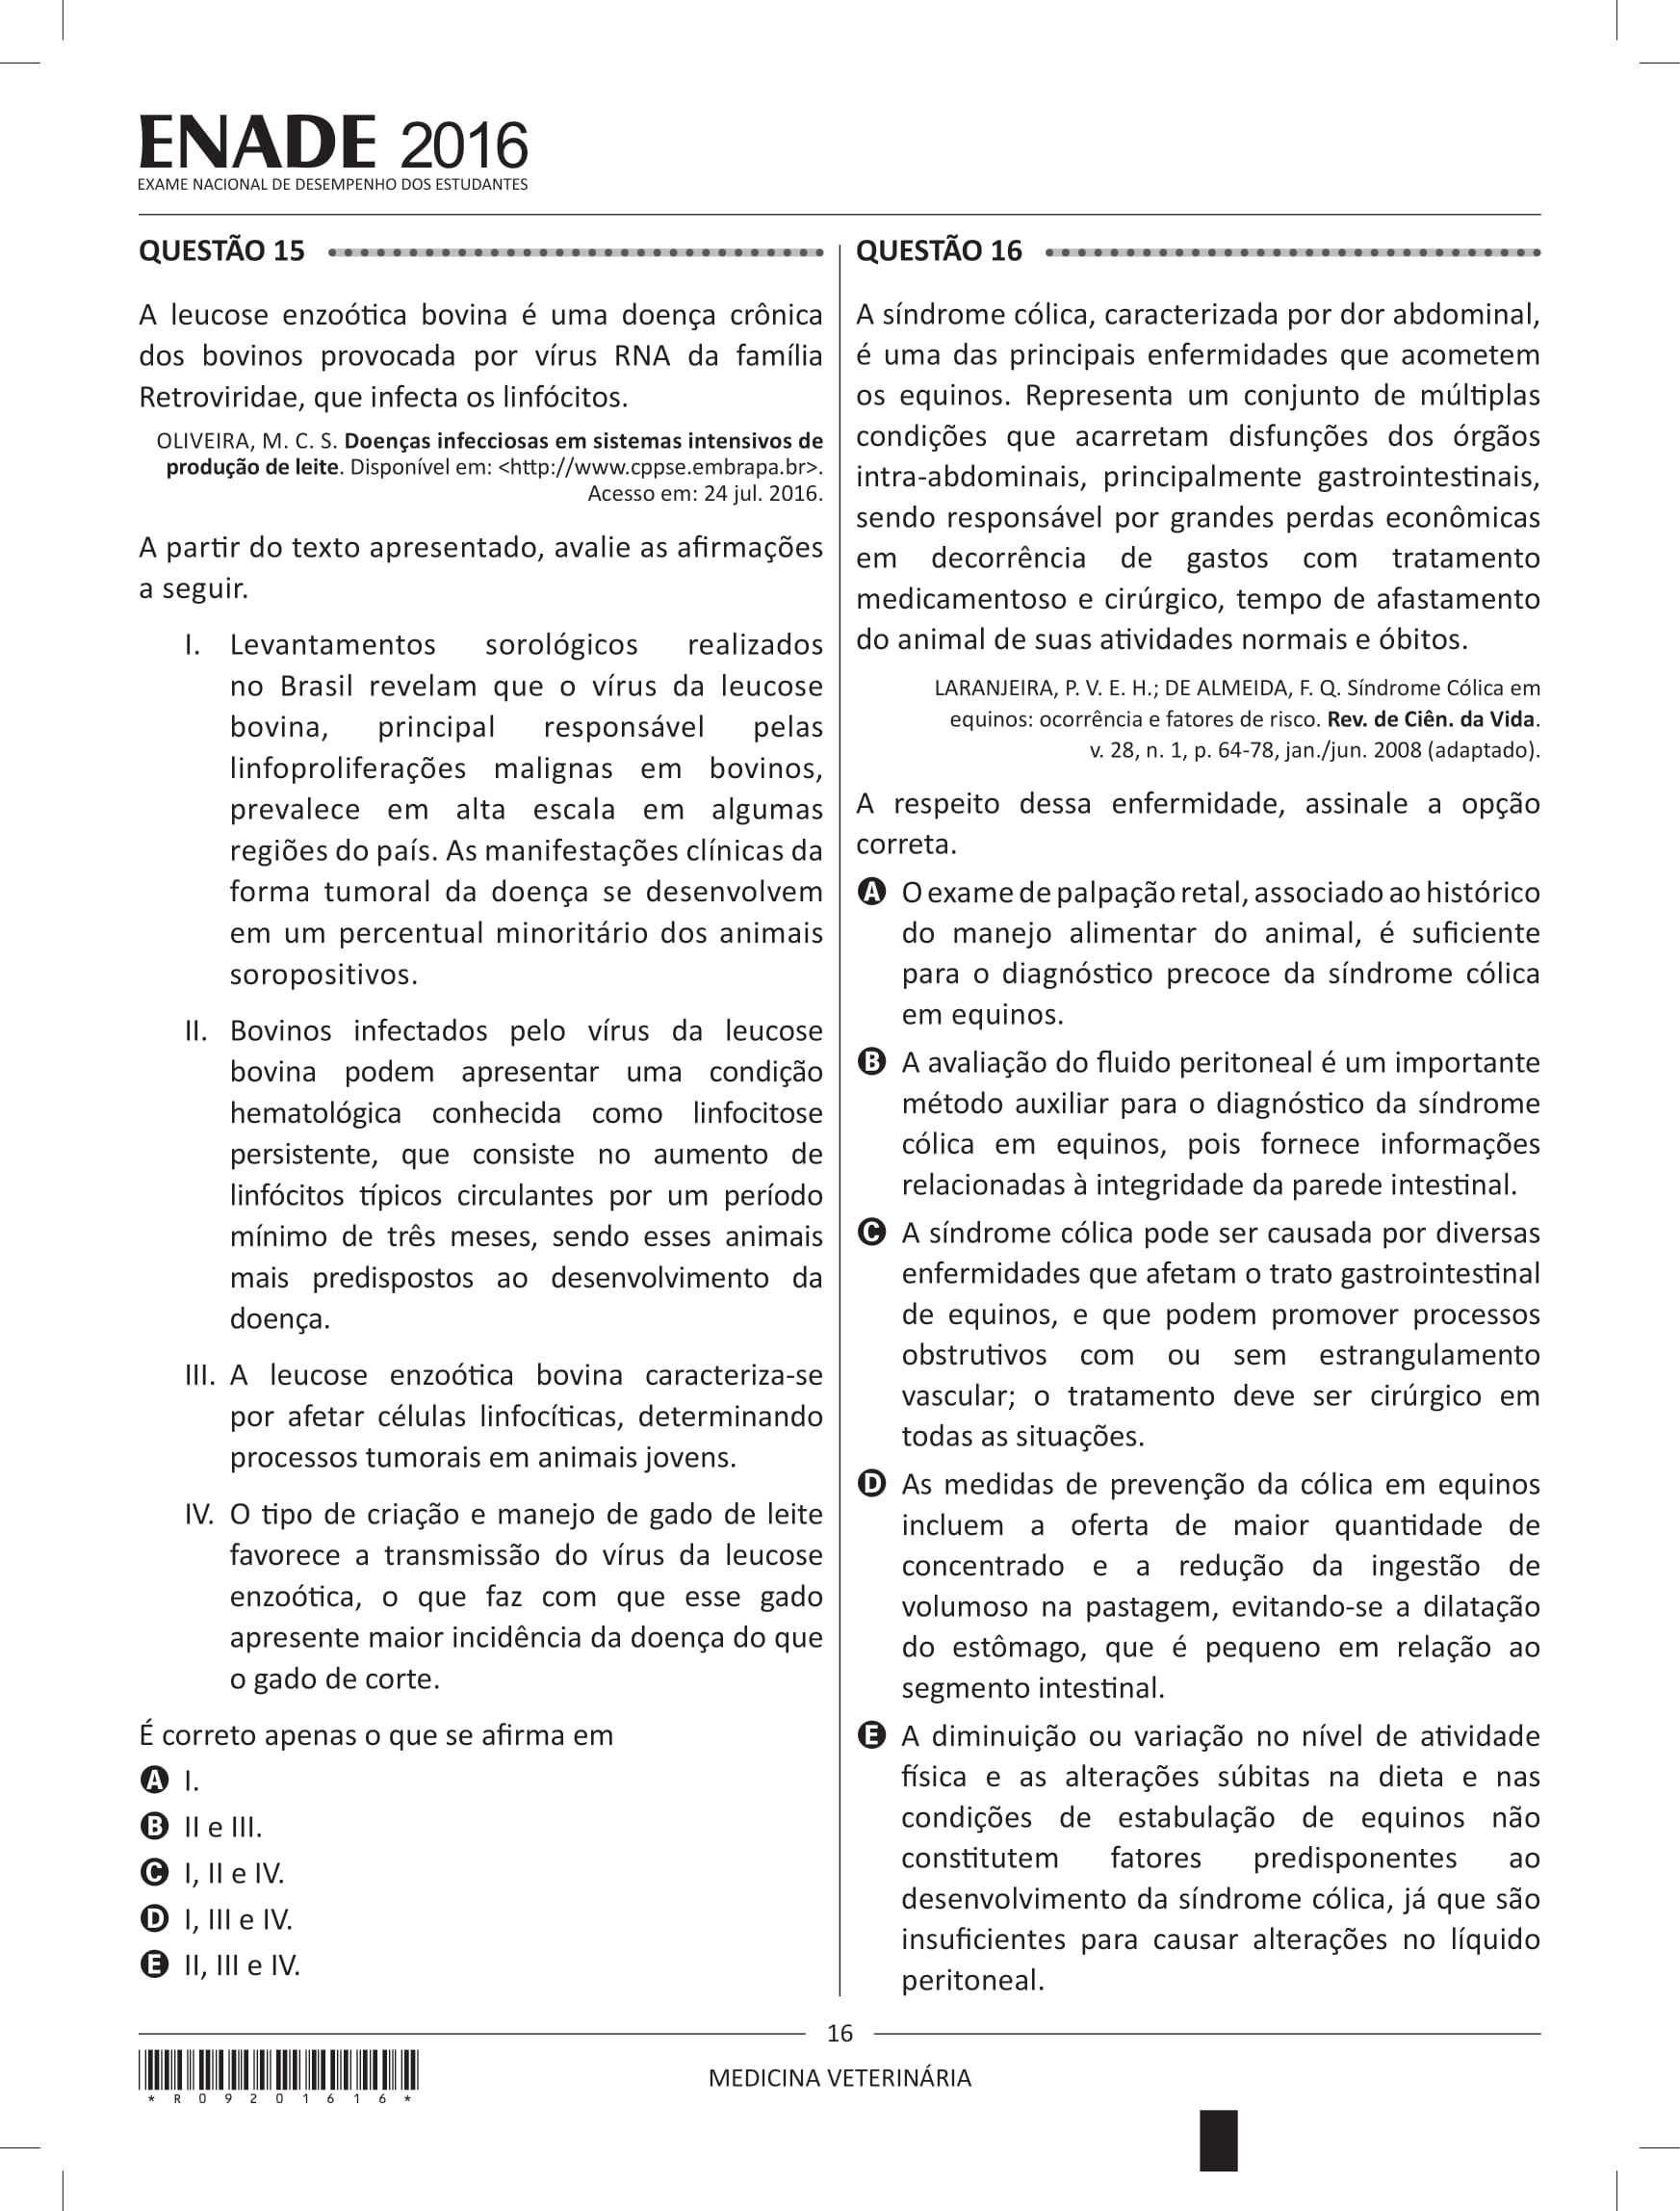 ENADE 2016
EXAME NACIONAL DE DESEMPENHO DOS ESTUDANTES
QUESTÃO 15
A leucose enzoótica bovina é uma doença crônica
dos bovinos provocada por vírus RNA da família
Retroviridae, que infecta os linfócitos.
OLIVEIRA, M. C. S. Doenças infecciosas em sistemas intensivos de
produção de leite. Disponível em: <http://www.cppse.embrapa.br>.
Acesso em: 24 jul. 2016.
A partir do texto apresentado, avalie as afirmações
a seguir.
I. Levantamentos sorológicos realizados
no Brasil revelam que o vírus da leucose
bovina, principal responsável pelas
linfoproliferações malignas em bovinos,
prevalece em alta escala em algumas
regiões do país. As manifestações clínicas da
forma tumoral da doença se desenvolvem
em um percentual minoritário dos animais
soropositivos.
II. Bovinos infectados pelo vírus da leucose
bovina podem apresentar uma condição
hematológica conhecida como linfocitose
persistente, que consiste no aumento de
linfócitos típicos circulantes por um período
mínimo de três meses, sendo esses animais
mais predispostos ao desenvolvimento da
doença.
III. A leucose enzoótica bovina caracteriza-se
por afetar células linfocíticas, determinando
processos tumorais em animais jovens.
IV. O tipo de criação e manejo de gado de leite
favorece a transmissão do vírus da leucose
enzoótica, o que faz com que esse gado
apresente maior incidência da doença do que
o gado de corte.
É correto apenas o que se afirma em
A I.
B II e III.
C I, II e IV.
D I, III e IV.
E II, III e IV.
QUESTÃO 16
A síndrome cólica, caracterizada por dor abdominal,
é uma das principais enfermidades que acometem
os equinos. Representa um conjunto de múltiplas
condições que acarretam disfunções dos órgãos
intra-abdominais, principalmente gastrointestinais,
sendo responsável por grandes perdas econômicas
em decorrência de gastos com tratamento
medicamentoso e cirúrgico, tempo de afastamento
do animal de suas atividades normais e óbitos.
LARANJEIRA, P. V. E. H.; DE ALMEIDA, F. Q. Síndrome Cólica em
equinos: ocorrência e fatores de risco. Rev. de Ciên. da Vida.
v. 28, n. 1, p. 64-78, jan./jun. 2008 (adaptado).
A respeito dessa enfermidade, assinale a opção
correta.
A O exame de palpação retal, associado ao histórico
do manejo alimentar do animal, é suficiente
para o diagnóstico precoce da síndrome cólica
em equinos.
B A avaliação do fluido peritoneal é um importante
método auxiliar para o diagnóstico da síndrome
cólica em equinos, pois fornece informações
relacionadas à integridade da parede intestinal.
C A síndrome cólica pode ser causada por diversas
enfermidades que afetam o trato gastrointestinal
de equinos, e que podem promover processos
obstrutivos com ou sem estrangulamento
vascular; o tratamento deve ser cirúrgico em
todas as situações.
D As medidas de prevenção da cólica em equinos
incluem a oferta de maior quantidade de
concentrado e a redução da ingestão de
volumoso na pastagem, evitando-se a dilatação
do estômago, que é pequeno em relação ao
segmento intestinal.
E A diminuição ou variação no nível de atividade
física e as alterações súbitas na dieta e nas
condições de estabulação de equinos não
constitutem fatores predisponentes ao
desenvolvimento da síndrome cólica, já que são
insuficientes para causar alterações no líquido
peritoneal.
16
MEDICINA VETERINÁRIA
*R09201616*